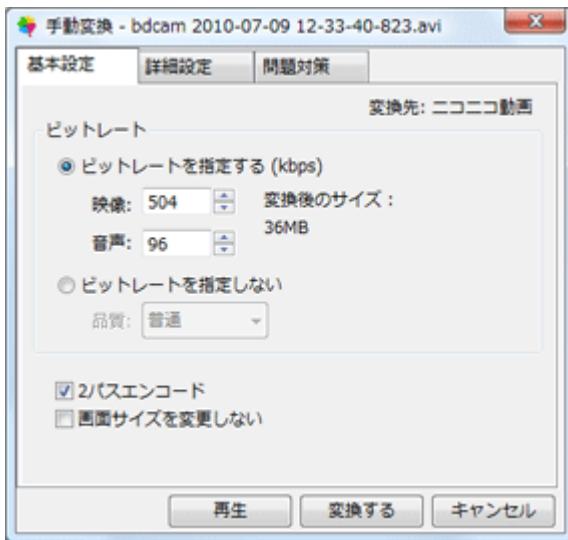 手動変換 - bdcam 2010-07-09 12-33-40-823.avi
基本設定 詳細設定 問題対策
変換先: ニコニコ動画
ビットレート
ビットレートを指定する (kbps)
映像: 504 変換後のサイズ :
36MB
音声: 96
ビットレートを指定しない
品質: 普通
2パスエンコード
画面サイズを変更しない
再生 変換する キャンセル